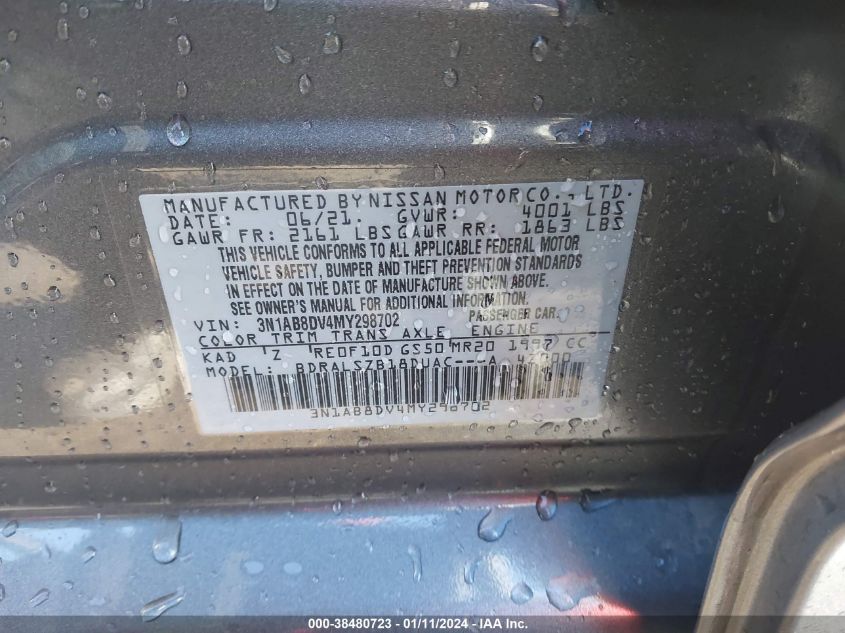 MANUFACTURED BY NISSAN MOTOR CO., LTD.
DATE: 06/21. GVWR: 4001 LBS
GAWR FR: 2161 LBS GAWR RR: 1863 LBS
THIS VEHICLE CONFORMS TO ALL APPLICABLE FEDERAL MOTOR
VEHICLE SAFETY, BUMPER AND THEFT PREVENTION STANDARDS
IN EFFECT ON THE DATE OF MANUFACTURE SHOWN ABOVE.
SEE OWNER'S MANUAL FOR ADDITIONAL INFORMATION.
VIN: 3N1AB8DV4MY298702 PASSENGER CAR
COLOR TRIM TRANS AXLE ENGINE
KAD Z RE0F10D GS50 MR20 1997 CC
MODEL: BDRALSZB18DUAC---A
3N1AB8DV4MY298702
000-38480723 - 01/11/2024 - IAA Inc.